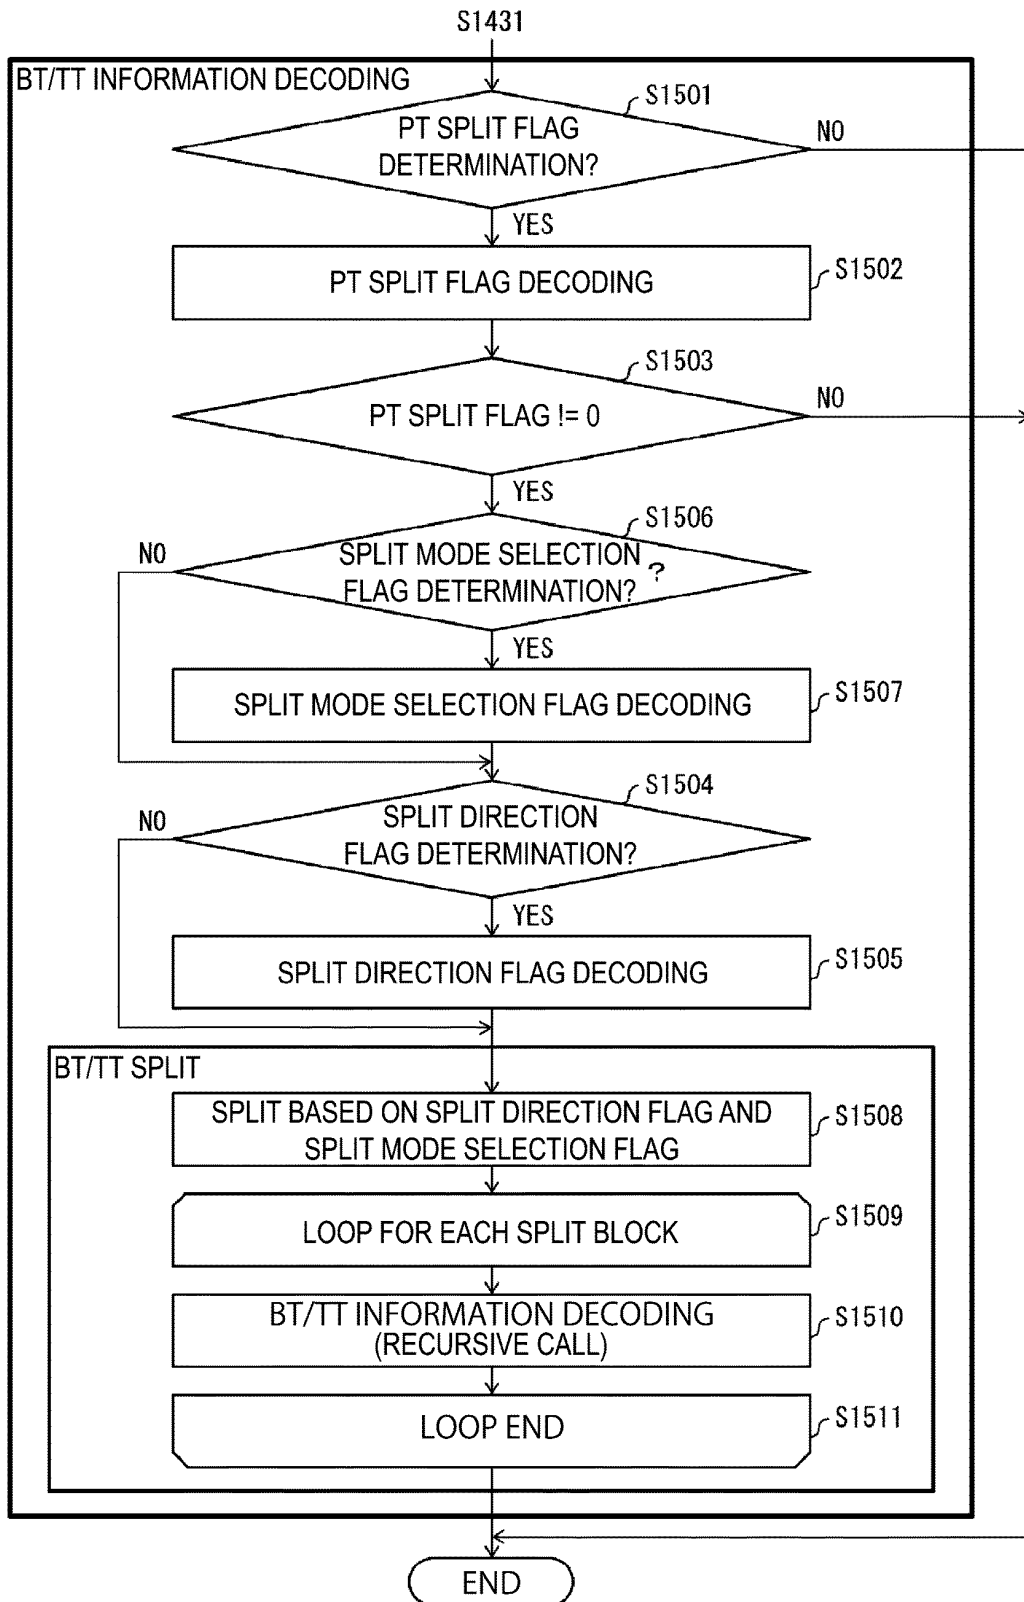 S1431
BT/TT INFORMATION DECODING
S1501
PT SPLIT FLAG
DETERMINATION?
NO
YES
PT SPLIT FLAG DECODING
S1502
S1503
PT SPLIT FLAG != 0
NO
YES
S1506
NO
SPLIT MODE SELECTION
FLAG DETERMINATION?
?
YES
SPLIT MODE SELECTION FLAG DECODING
S1507
S1504
NO
SPLIT DIRECTION
FLAG DETERMINATION?
YES
SPLIT DIRECTION FLAG DECODING
S1505
BT/TT SPLIT
SPLIT BASED ON SPLIT DIRECTION FLAG AND
SPLIT MODE SELECTION FLAG
S1508
LOOP FOR EACH SPLIT BLOCK
S1509
BT/TT INFORMATION DECODING
(RECURSIVE CALL)
S1510
LOOP END
S1511
END